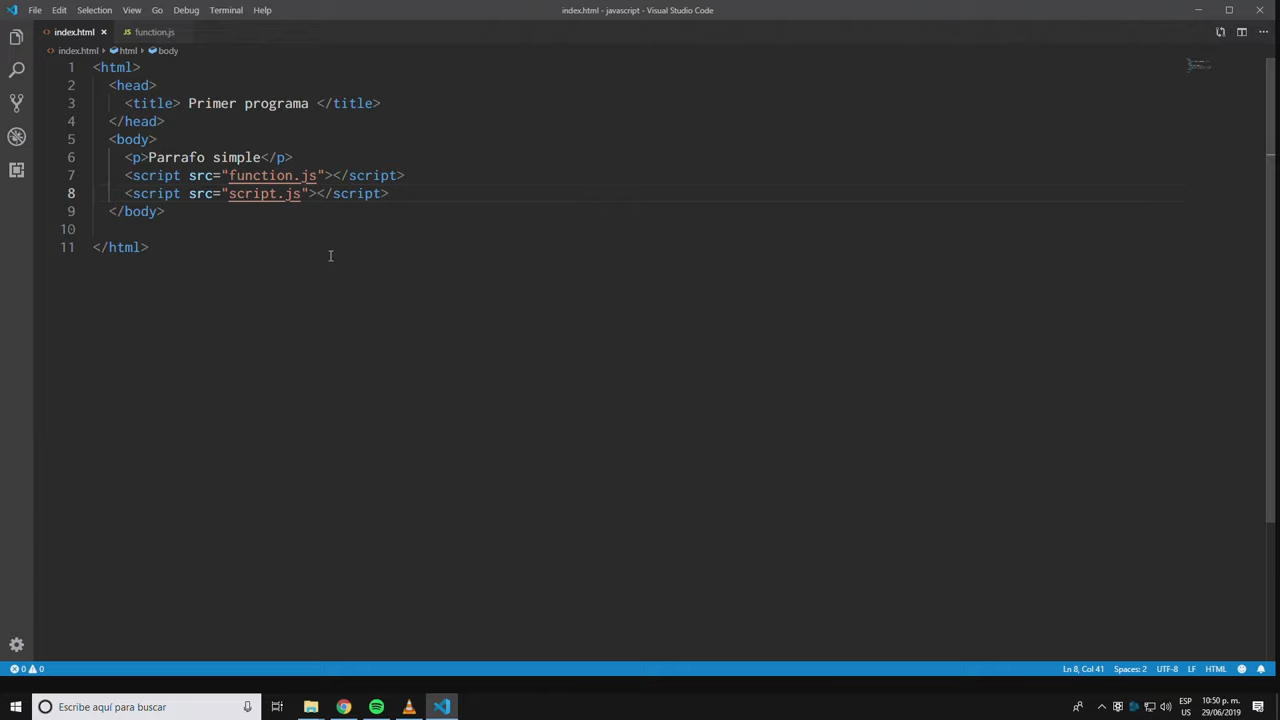 File Edit Selection View Go Debug Terminal Help
index.html - javascript - Visual Studio Code
index.html function.js
index.html html body
1 <html>
2 <head>
3 <title> Primer programa </title>
4 </head>
5 <body>
6 <p>Parrafo simple</p>
7 <script src="function.js"></script>
8 <script src="script.js"></script>
9 </body>
10
11 </html>
0 0 Ln 8, Col 41 Spaces: 2 UTF-8 LF HTML
Escribe aquí para buscar
ESP 10:50 p. m.
US 29/06/2019